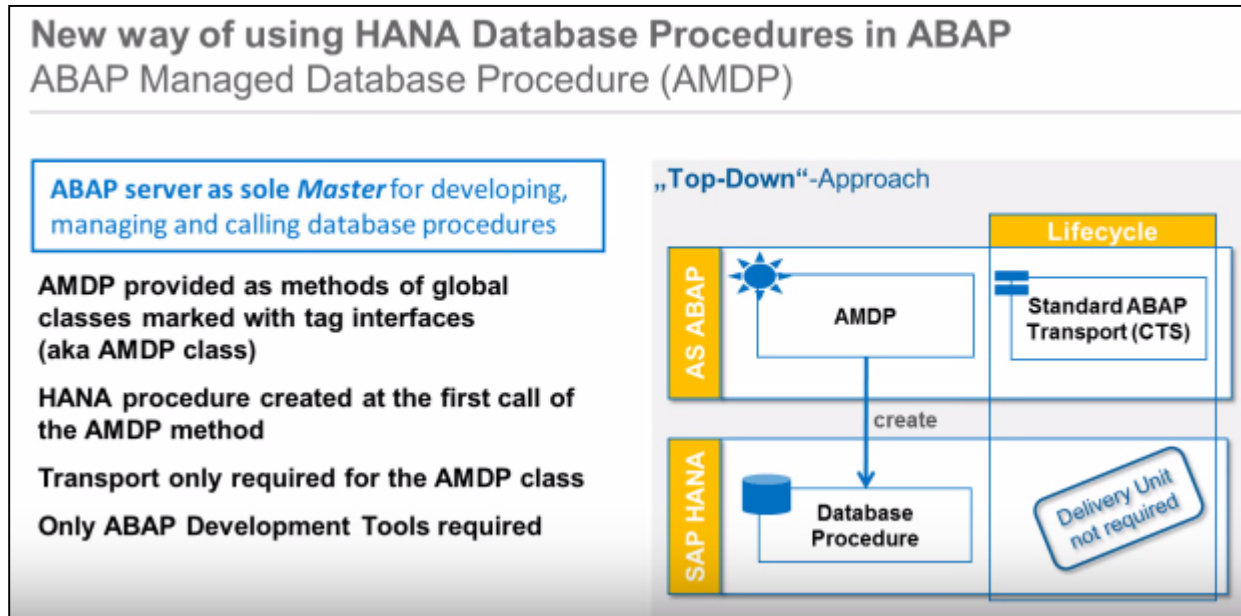 New way of using HANA Database Procedures in ABAP
ABAP Managed Database Procedure (AMDP)
ABAP server as sole Master for developing,
managing and calling database procedures
AMDP provided as methods of global
classes marked with tag interfaces
(aka AMDP class)
HANA procedure created at the first call of
the AMDP method
Transport only required for the AMDP class
Only ABAP Development Tools required
„Top-Down“-Approach
Lifecycle
AS ABAP
AMDP
Standard ABAP
Transport (CTS)
create
SAP HANA
Database
Procedure
Delivery Unit
not required